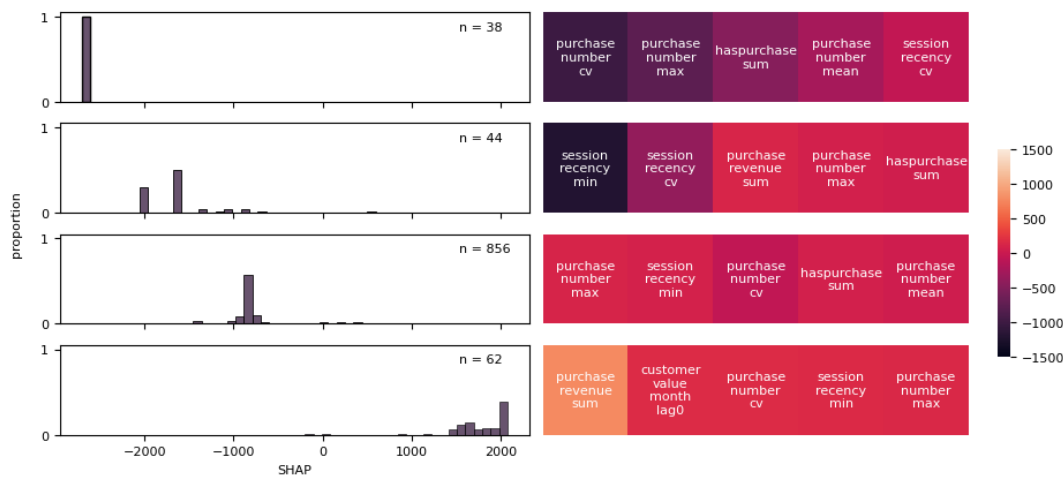 1
n = 38
0
purchase
number
cv
purchase
number
max
haspurchase
sum
purchase
number
mean
session
recency
cv
1
n = 44
0
session
recency
min
session
recency
cv
purchase
revenue
sum
purchase
number
max
haspurchase
sum
proportion
1
n = 856
0
purchase
number
max
session
recency
min
purchase
number
cv
haspurchase
sum
purchase
number
mean
1
n = 62
0
purchase
revenue
sum
customer
value
month
lag0
purchase
number
cv
session
recency
min
purchase
number
max
−2000
−1000
0
1000
2000
SHAP
1500
1000
500
0
−500
−1000
−1500